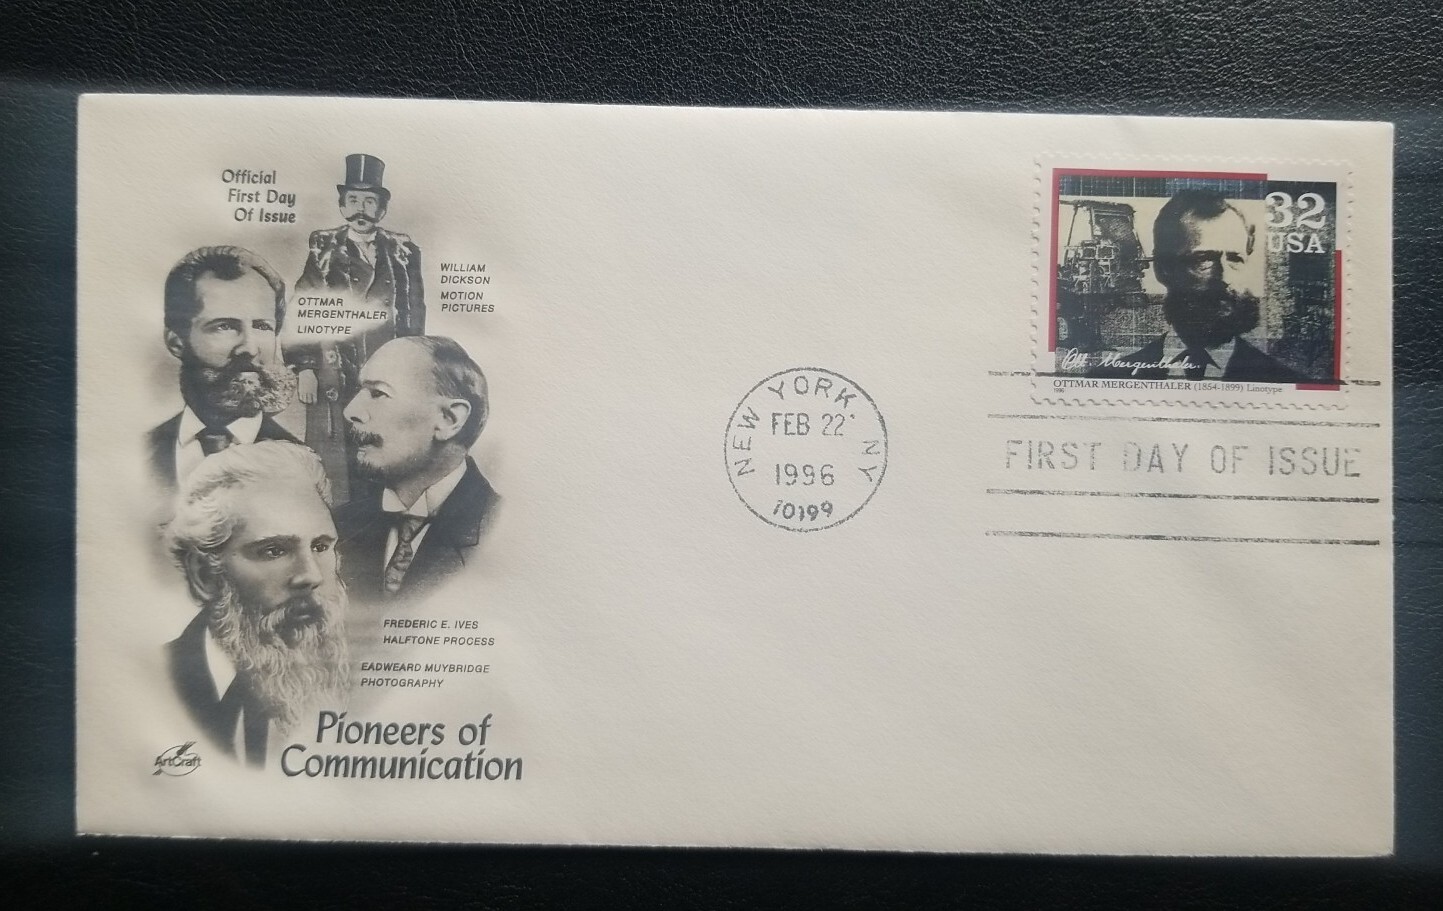 Official
First Day
Of Issue
WILLIAM
DICKSON
MOTION
PICTURES
OTTMAR
MERGENTHALER
LINOTYPE
FREDERIC E. IVES
HALFTONE PROCESS
EADWEARD MUYBRIDGE
PHOTOGRAPHY
Pioneers of
Communication
ArtCraft
NEW YORK NY
FEB 22
1996
10199
32
USA
Ott. Mergenthaler.
OTTMAR MERGENTHALER (1854-1899) Linotype
1996
FIRST DAY OF ISSUE